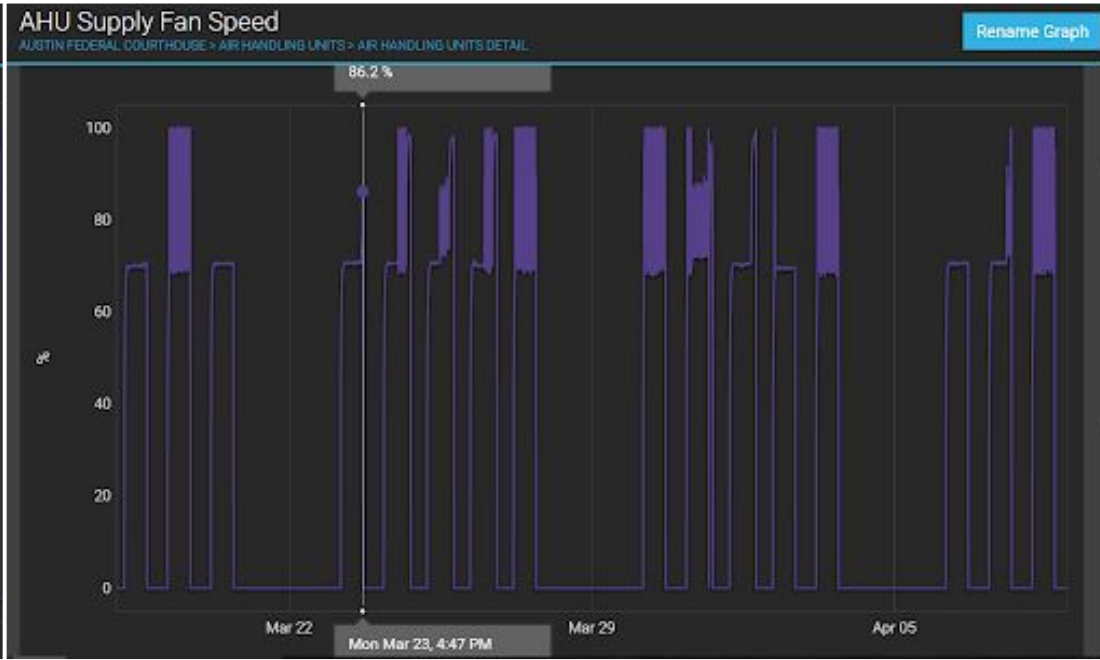 AHU Supply Fan Speed
Rename Graph
AUSTIN FEDERAL COURTHOUSE > AIR HANDLING UNITS > AIR HANDLING UNITS DETAIL
86.2 %
100
80
60
%
40
20
0
Mar 22
Mar 29
Apr 05
Mon Mar 23, 4:47 PM